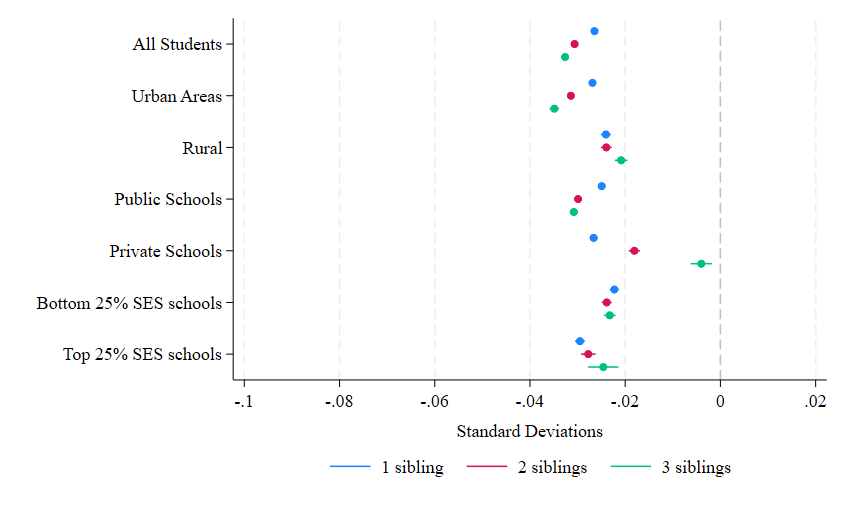 All Students
Urban Areas
Rural
Public Schools
Private Schools
Bottom 25% SES schools
Top 25% SES schools
-.1 -.08 -.06 -.04 -.02 0 .02
Standard Deviations
1 sibling 2 siblings 3 siblings